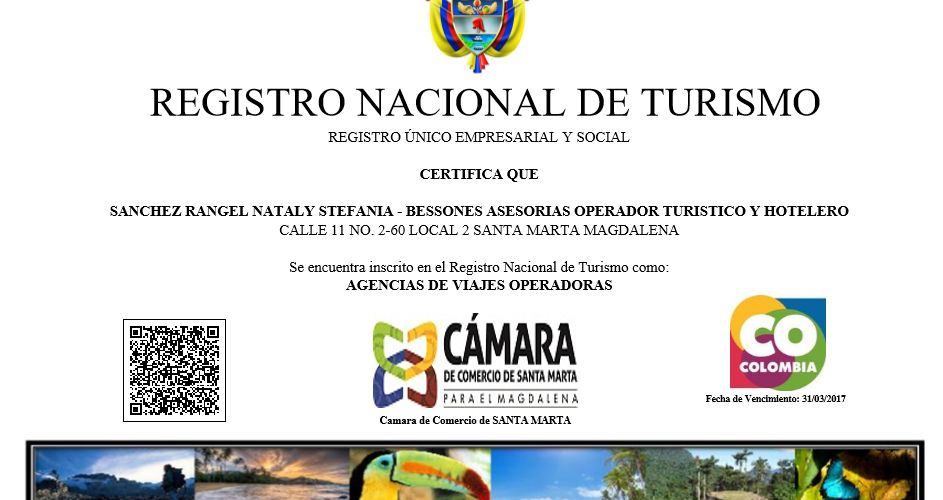 REGISTRO NACIONAL DE TURISMO
REGISTRO ÚNICO EMPRESARIAL Y SOCIAL
CERTIFICA QUE
SANCHEZ RANGEL NATALY STEFANIA - BESSONES ASESORIAS OPERADOR TURISTICO Y HOTELERO
CALLE 11 NO. 2-60 LOCAL 2 SANTA MARTA MAGDALENA
Se encuentra inscrito en el Registro Nacional de Turismo como:
AGENCIAS DE VIAJES OPERADORAS
CÁMARA
DE COMERCIO DE SANTA MARTA
PARA EL MAGDALENA
Camara de Comercio de SANTA MARTA
CO
COLOMBIA
Fecha de Vencimiento: 31/03/2017